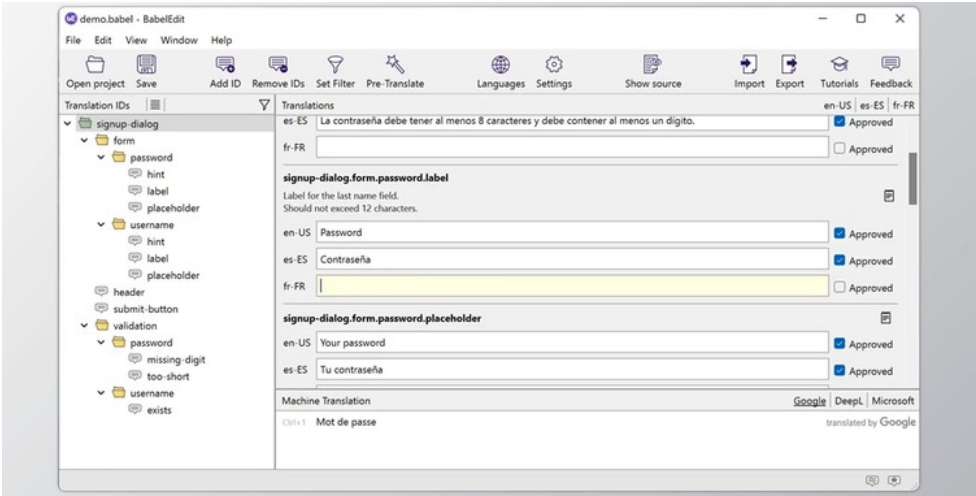 demo.babel - BabelEdit
File Edit View Window Help
Open project Save Add ID Remove IDs Set Filter Pre-Translate Languages Settings Show source Import Export Tutorials Feedback
Translation IDs Translations en-US es-ES fr-FR
signup-dialog
form
password
hint
label
placeholder
username
hint
label
placeholder
header
submit-button
validation
password
missing-digit
too-short
username
exists
es-ES La contraseña debe tener al menos 8 caracteres y debe contener al menos un dígito. Approved
fr-FR Approved
signup-dialog.form.password.label
Label for the last name field.
Should not exceed 12 characters.
en-US Password Approved
es-ES Contraseña Approved
fr-FR Approved
signup-dialog.form.password.placeholder
en-US Your password Approved
es-ES Tu contraseña Approved
Machine Translation Google DeepL Microsoft
Ctrl+1 Mot de passe translated by Google